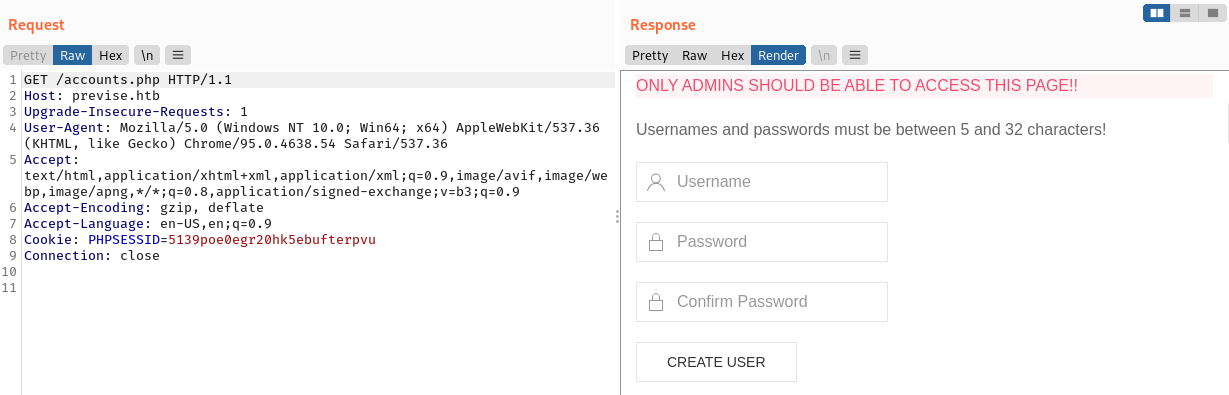 Request
Pretty Raw Hex \n
1 GET /accounts.php HTTP/1.1
2 Host: previse.htb
3 Upgrade-Insecure-Requests: 1
4 User-Agent: Mozilla/5.0 (Windows NT 10.0; Win64; x64) AppleWebKit/537.36
(KHTML, like Gecko) Chrome/95.0.4638.54 Safari/537.36
5 Accept:
text/html,application/xhtml+xml,application/xml;q=0.9,image/avif,image/we
bp,image/apng,*/*;q=0.8,application/signed-exchange;v=b3;q=0.9
6 Accept-Encoding: gzip, deflate
7 Accept-Language: en-US,en;q=0.9
8 Cookie: PHPSESSID=5139poe0egr20hk5ebufterpvu
9 Connection: close
10
11
Response
Pretty Raw Hex Render \n
ONLY ADMINS SHOULD BE ABLE TO ACCESS THIS PAGE!!
Usernames and passwords must be between 5 and 32 characters!
Username
Password
Confirm Password
CREATE USER